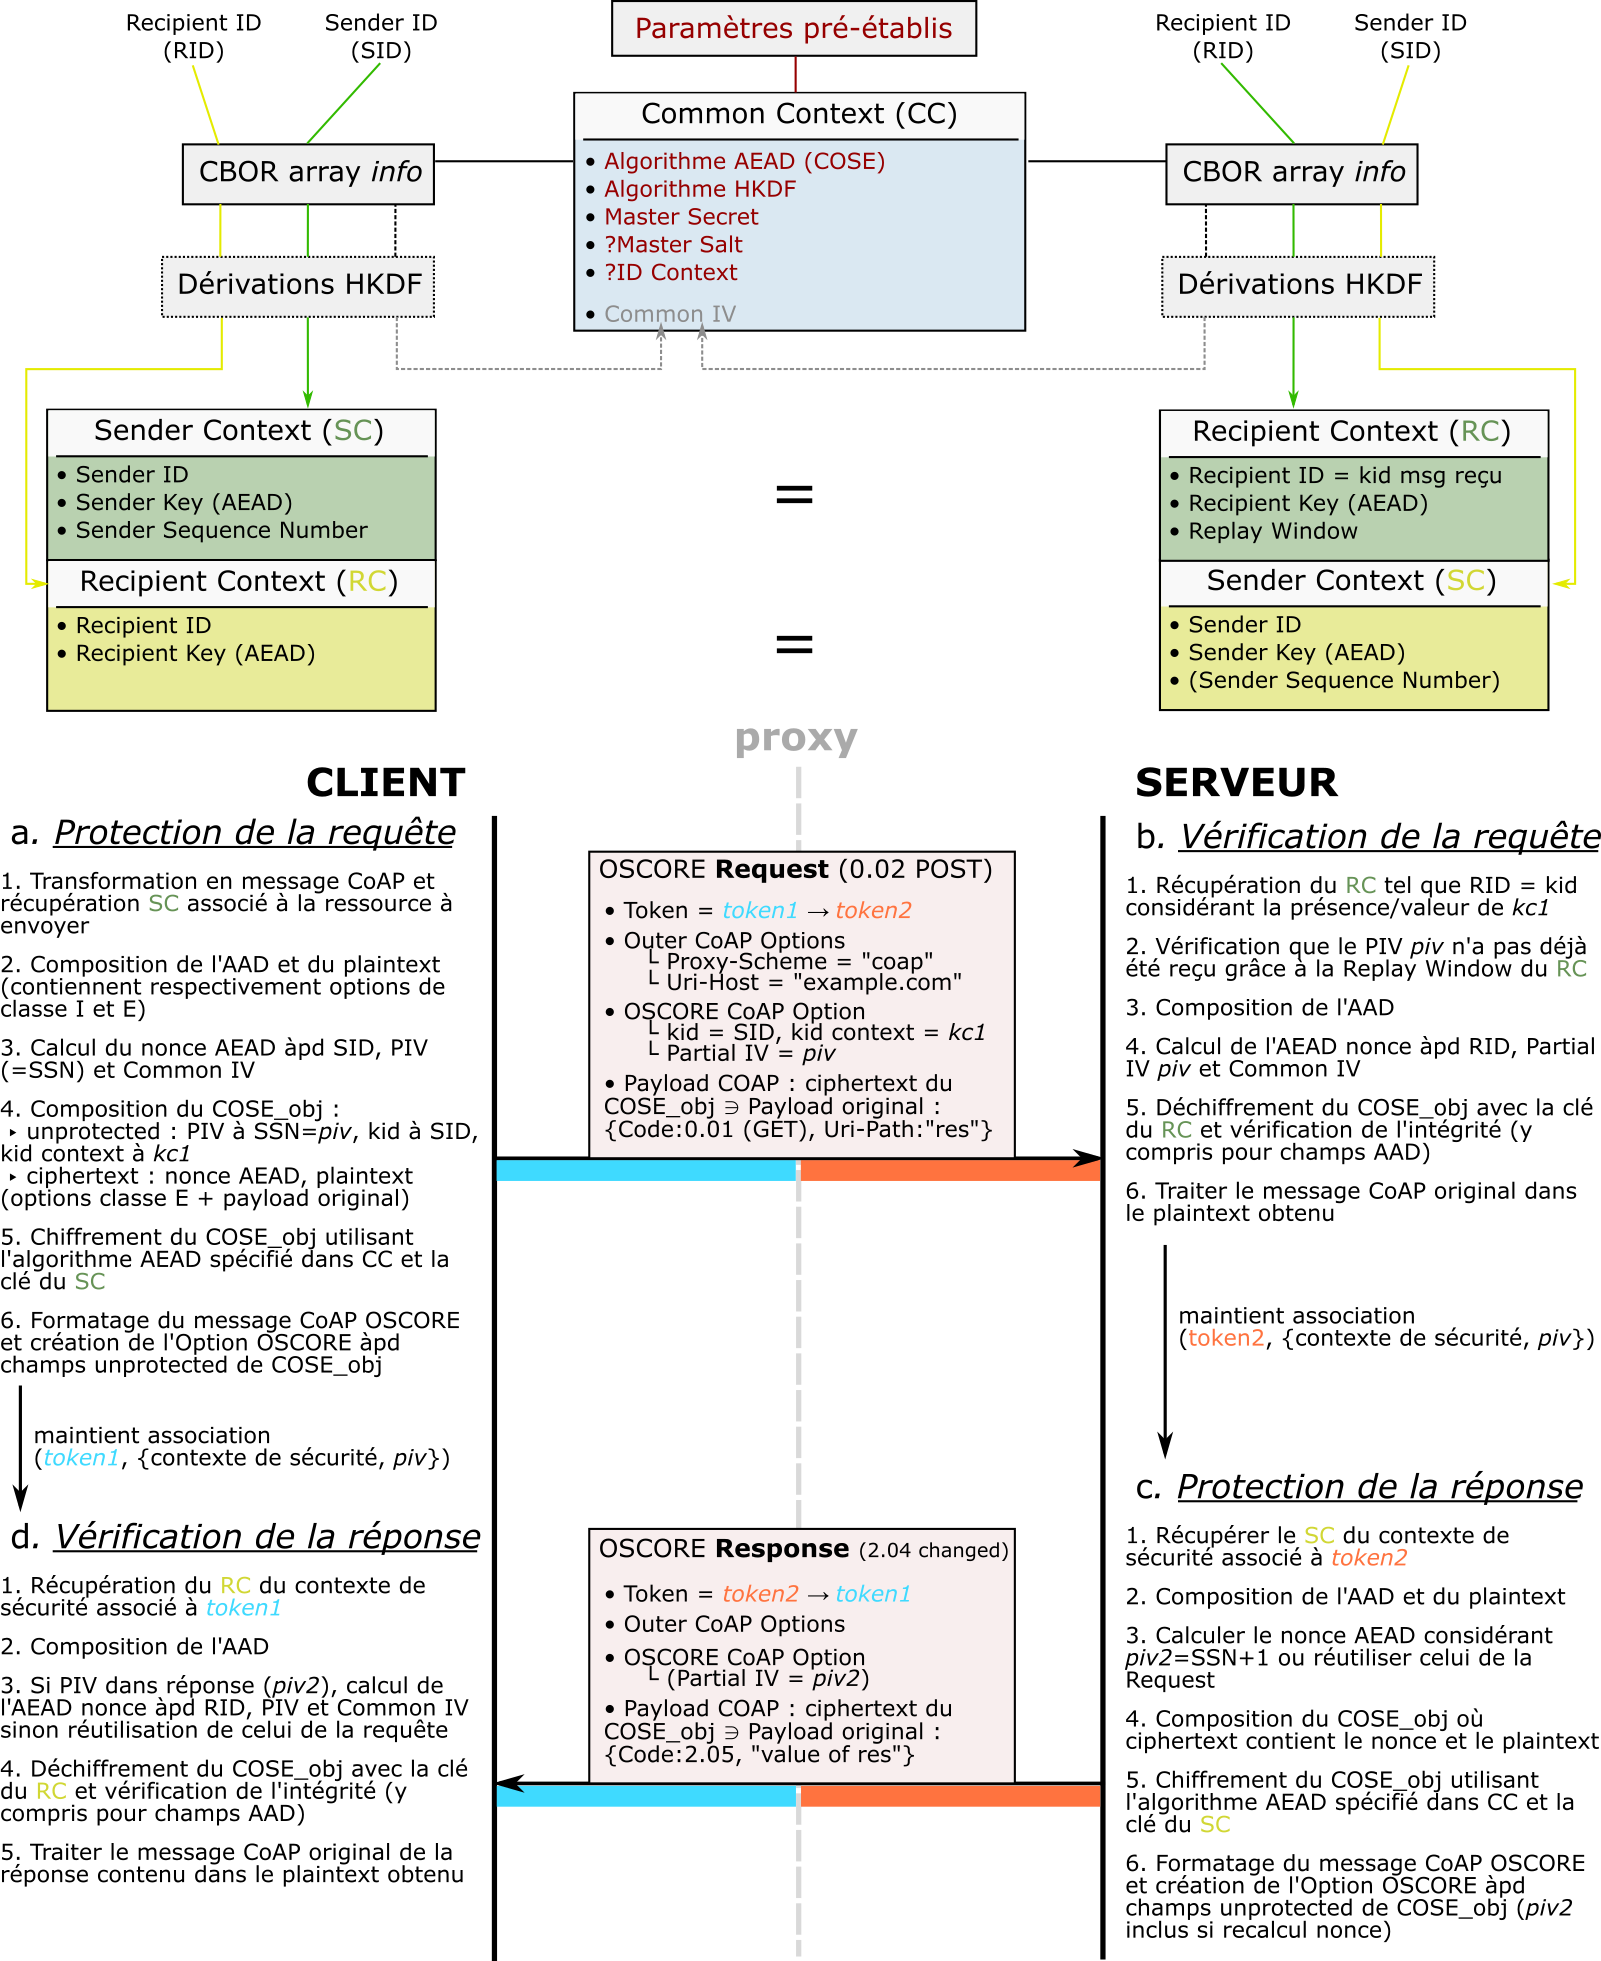 Recipient ID
(RID)
Sender ID
(SID)
Paramètres pré-établis
Recipient ID
(RID)
Sender ID
(SID)
CBOR array info
Dérivations HKDF
Common Context (CC)
• Algorithme AEAD (COSE)
• Algorithme HKDF
• Master Secret
• ?Master Salt
• ?ID Context
• Common IV
CBOR array info
Dérivations HKDF
Sender Context (SC)
• Sender ID
• Sender Key (AEAD)
• Sender Sequence Number
Recipient Context (RC)
• Recipient ID
• Recipient Key (AEAD)
=
=
Recipient Context (RC)
• Recipient ID = kid msg reçu
• Recipient Key (AEAD)
• Replay Window
Sender Context (SC)
• Sender ID
• Sender Key (AEAD)
• (Sender Sequence Number)
proxy
CLIENT
SERVEUR
a. Protection de la requête
1. Transformation en message CoAP et
récupération SC associé à la ressource à
envoyer
2. Composition de l'AAD et du plaintext
(contiennent respectivement options de
classe I et E)
3. Calcul du nonce AEAD àpd SID, PIV
(=SSN) et Common IV
4. Composition du COSE_obj :
‣ unprotected : PIV à SSN=piv, kid à SID,
kid context à kc1
‣ ciphertext : nonce AEAD, plaintext
(options classe E + payload original)
5. Chiffrement du COSE_obj utilisant
l'algorithme AEAD spécifié dans CC et la
clé du SC
6. Formatage du message CoAP OSCORE
et création de l'Option OSCORE àpd
champs unprotected de COSE_obj
maintient association
(token1, {contexte de sécurité, piv})
OSCORE Request (0.02 POST)
• Token = token1 → token2
• Outer CoAP Options
└ Proxy-Scheme = "coap"
└ Uri-Host = "example.com"
• OSCORE CoAP Option
└ kid = SID, kid context = kc1
└ Partial IV = piv
• Payload COAP : ciphertext du
COSE_obj ∋ Payload original :
{Code:0.01 (GET), Uri-Path:"res"}
b. Vérification de la requête
1. Récupération du RC tel que RID = kid
considérant la présence/valeur de kc1
2. Vérification que le PIV piv n'a pas déjà
été reçu grâce à la Replay Window du RC
3. Composition de l'AAD
4. Calcul de l'AEAD nonce àpd RID, Partial
IV piv et Common IV
5. Déchiffrement du COSE_obj avec la clé
du RC et vérification de l'intégrité (y
compris pour champs AAD)
6. Traiter le message CoAP original dans
le plaintext obtenu
maintient association
(token2, {contexte de sécurité, piv})
c. Protection de la réponse
1. Récupérer le SC du contexte de
sécurité associé à token2
2. Composition de l'AAD et du plaintext
3. Calculer le nonce AEAD considérant
piv2=SSN+1 ou réutiliser celui de la
Request
4. Composition du COSE_obj où
ciphertext contient le nonce et le plaintext
5. Chiffrement du COSE_obj utilisant
l'algorithme AEAD spécifié dans CC et la
clé du SC
6. Formatage du message CoAP OSCORE
et création de l'Option OSCORE àpd
champs unprotected de COSE_obj (piv2
inclus si recalcul nonce)
OSCORE Response (2.04 changed)
• Token = token2 → token1
• Outer CoAP Options
• OSCORE CoAP Option
└ (Partial IV = piv2)
• Payload COAP : ciphertext du
COSE_obj ∋ Payload original :
{Code:2.05, "value of res"}
d. Vérification de la réponse
1. Récupération du RC du contexte de
sécurité associé à token1
2. Composition de l'AAD
3. Si PIV dans réponse (piv2), calcul de
l'AEAD nonce àpd RID, PIV et Common IV
sinon réutilisation de celui de la requête
4. Déchiffrement du COSE_obj avec la clé
du RC et vérification de l'intégrité (y
compris pour champs AAD)
5. Traiter le message CoAP original de la
réponse contenu dans le plaintext obtenu